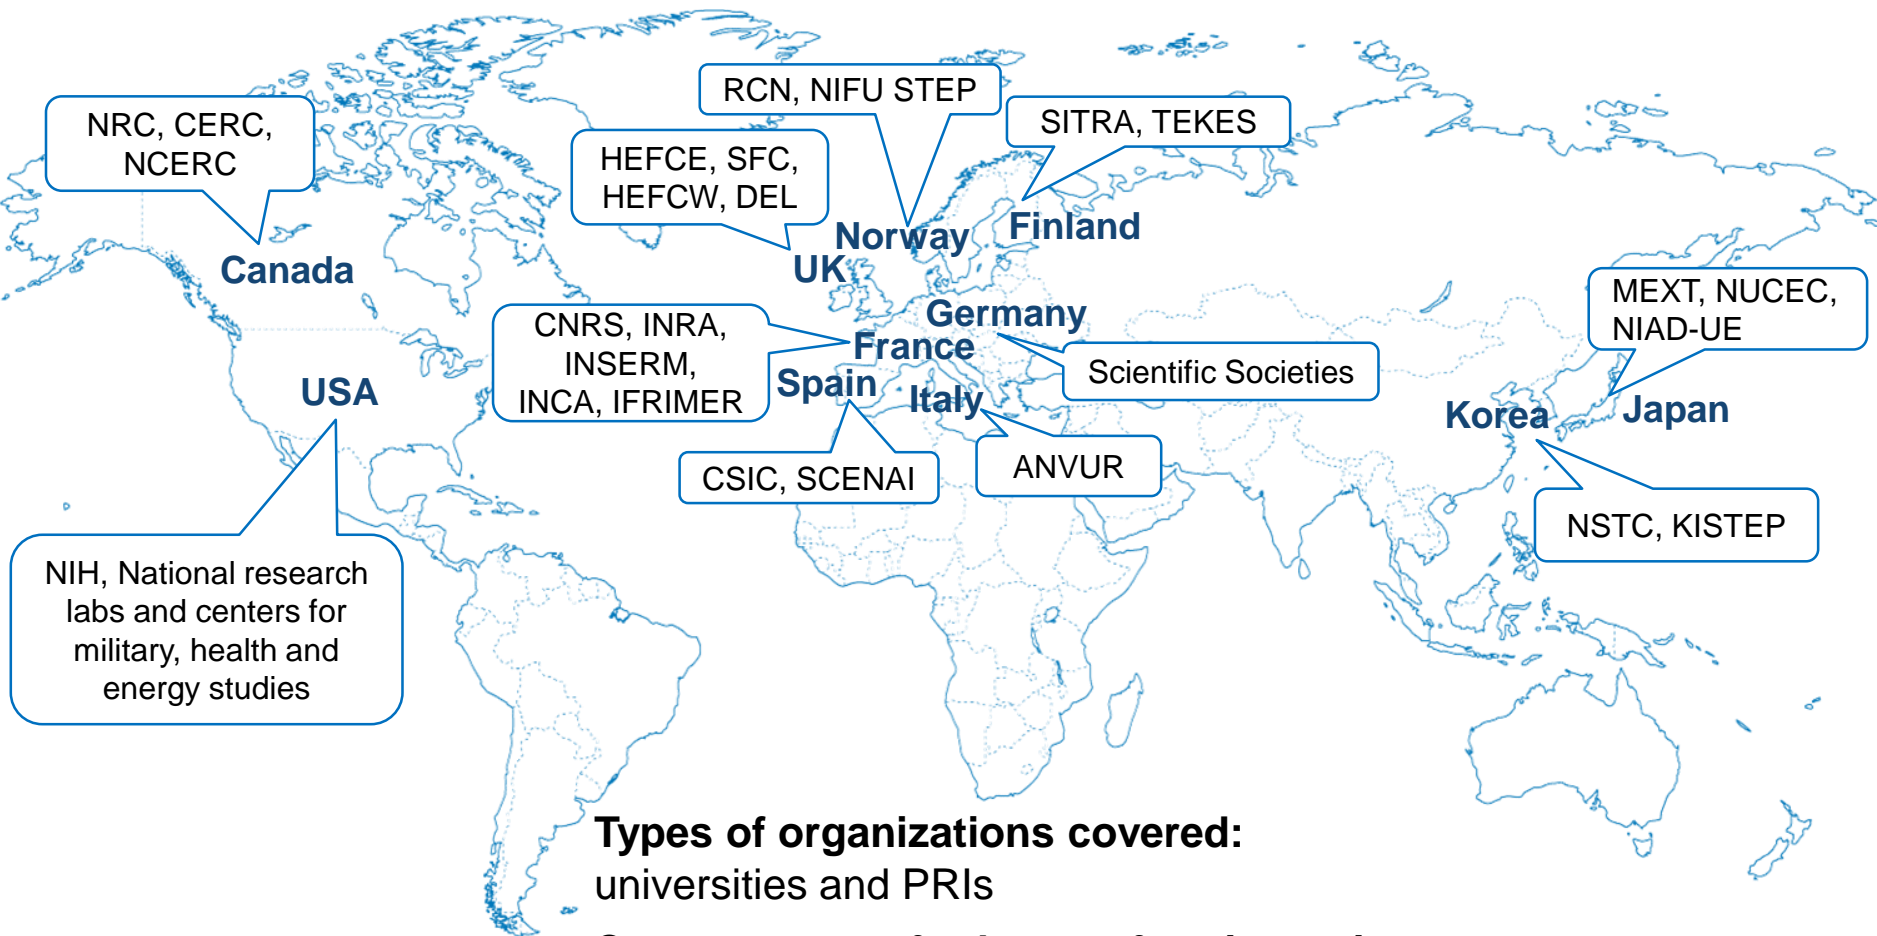 RCN, NIFU STEP
NRC, CERC,
NCERC
SITRA, TEKES
HEFCE, SFC,
HEFCW, DEL
Norway
Finland
UK
Canada
MEXT, NUCEC,
NIAD-UE
Germany
CNRS, INRA,
INSERM,
INCA, IFRIMER
France
Scientific Societies
Spain
Italy
USA
Korea
Japan
CSIC, SCENAI
ANVUR
NSTC, KISTEP
NIH, National research
labs and centers for
military, health and
energy studies
Types of organizations covered:
universities and PRIs